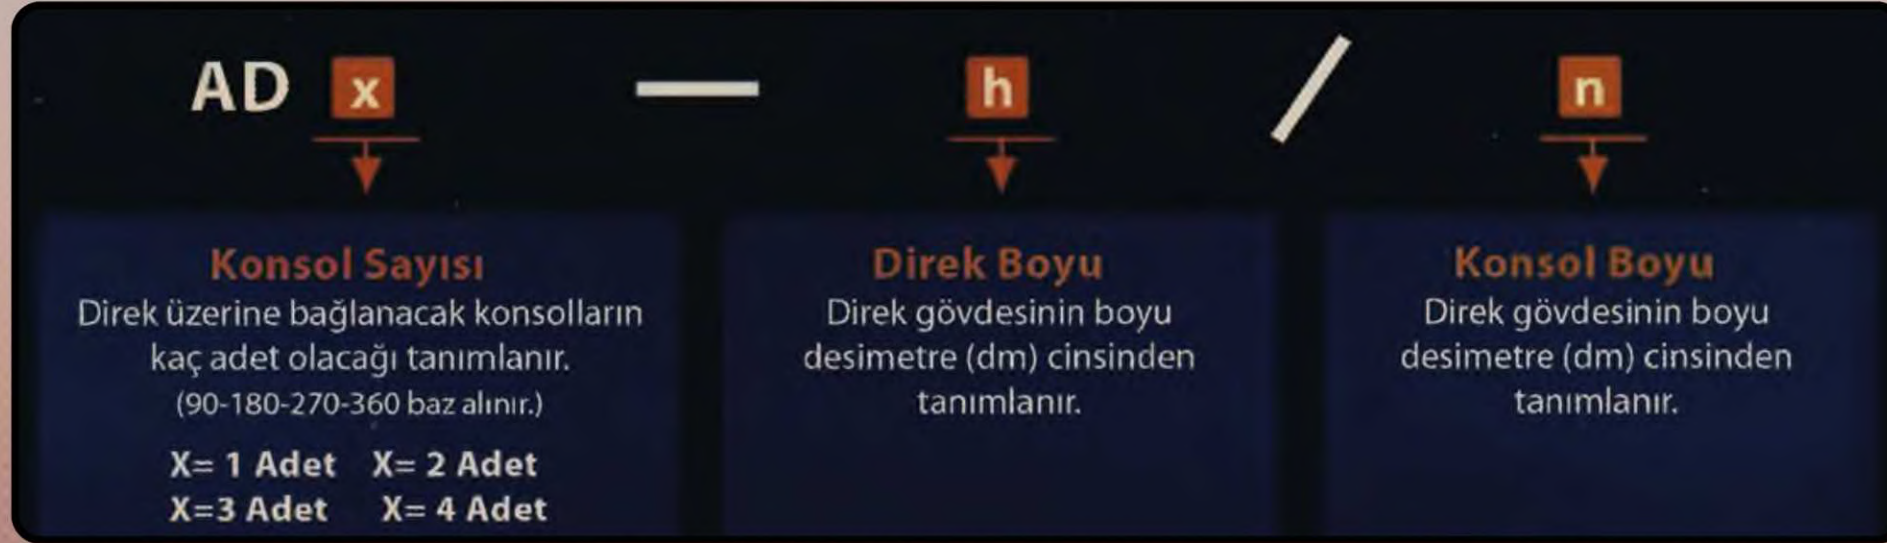 AD x — h / n
Konsol Sayısı
Direk üzerine bağlanacak konsolların
kaç adet olacağı tanımlanır.
(90-180-270-360 baz alınır.)
X= 1 Adet X= 2 Adet
X=3 Adet X= 4 Adet
Direk Boyu
Direk gövdesinin boyu
desimetre (dm) cinsinden
tanımlanır.
Konsol Boyu
Direk gövdesinin boyu
desimetre (dm) cinsinden
tanımlanır.